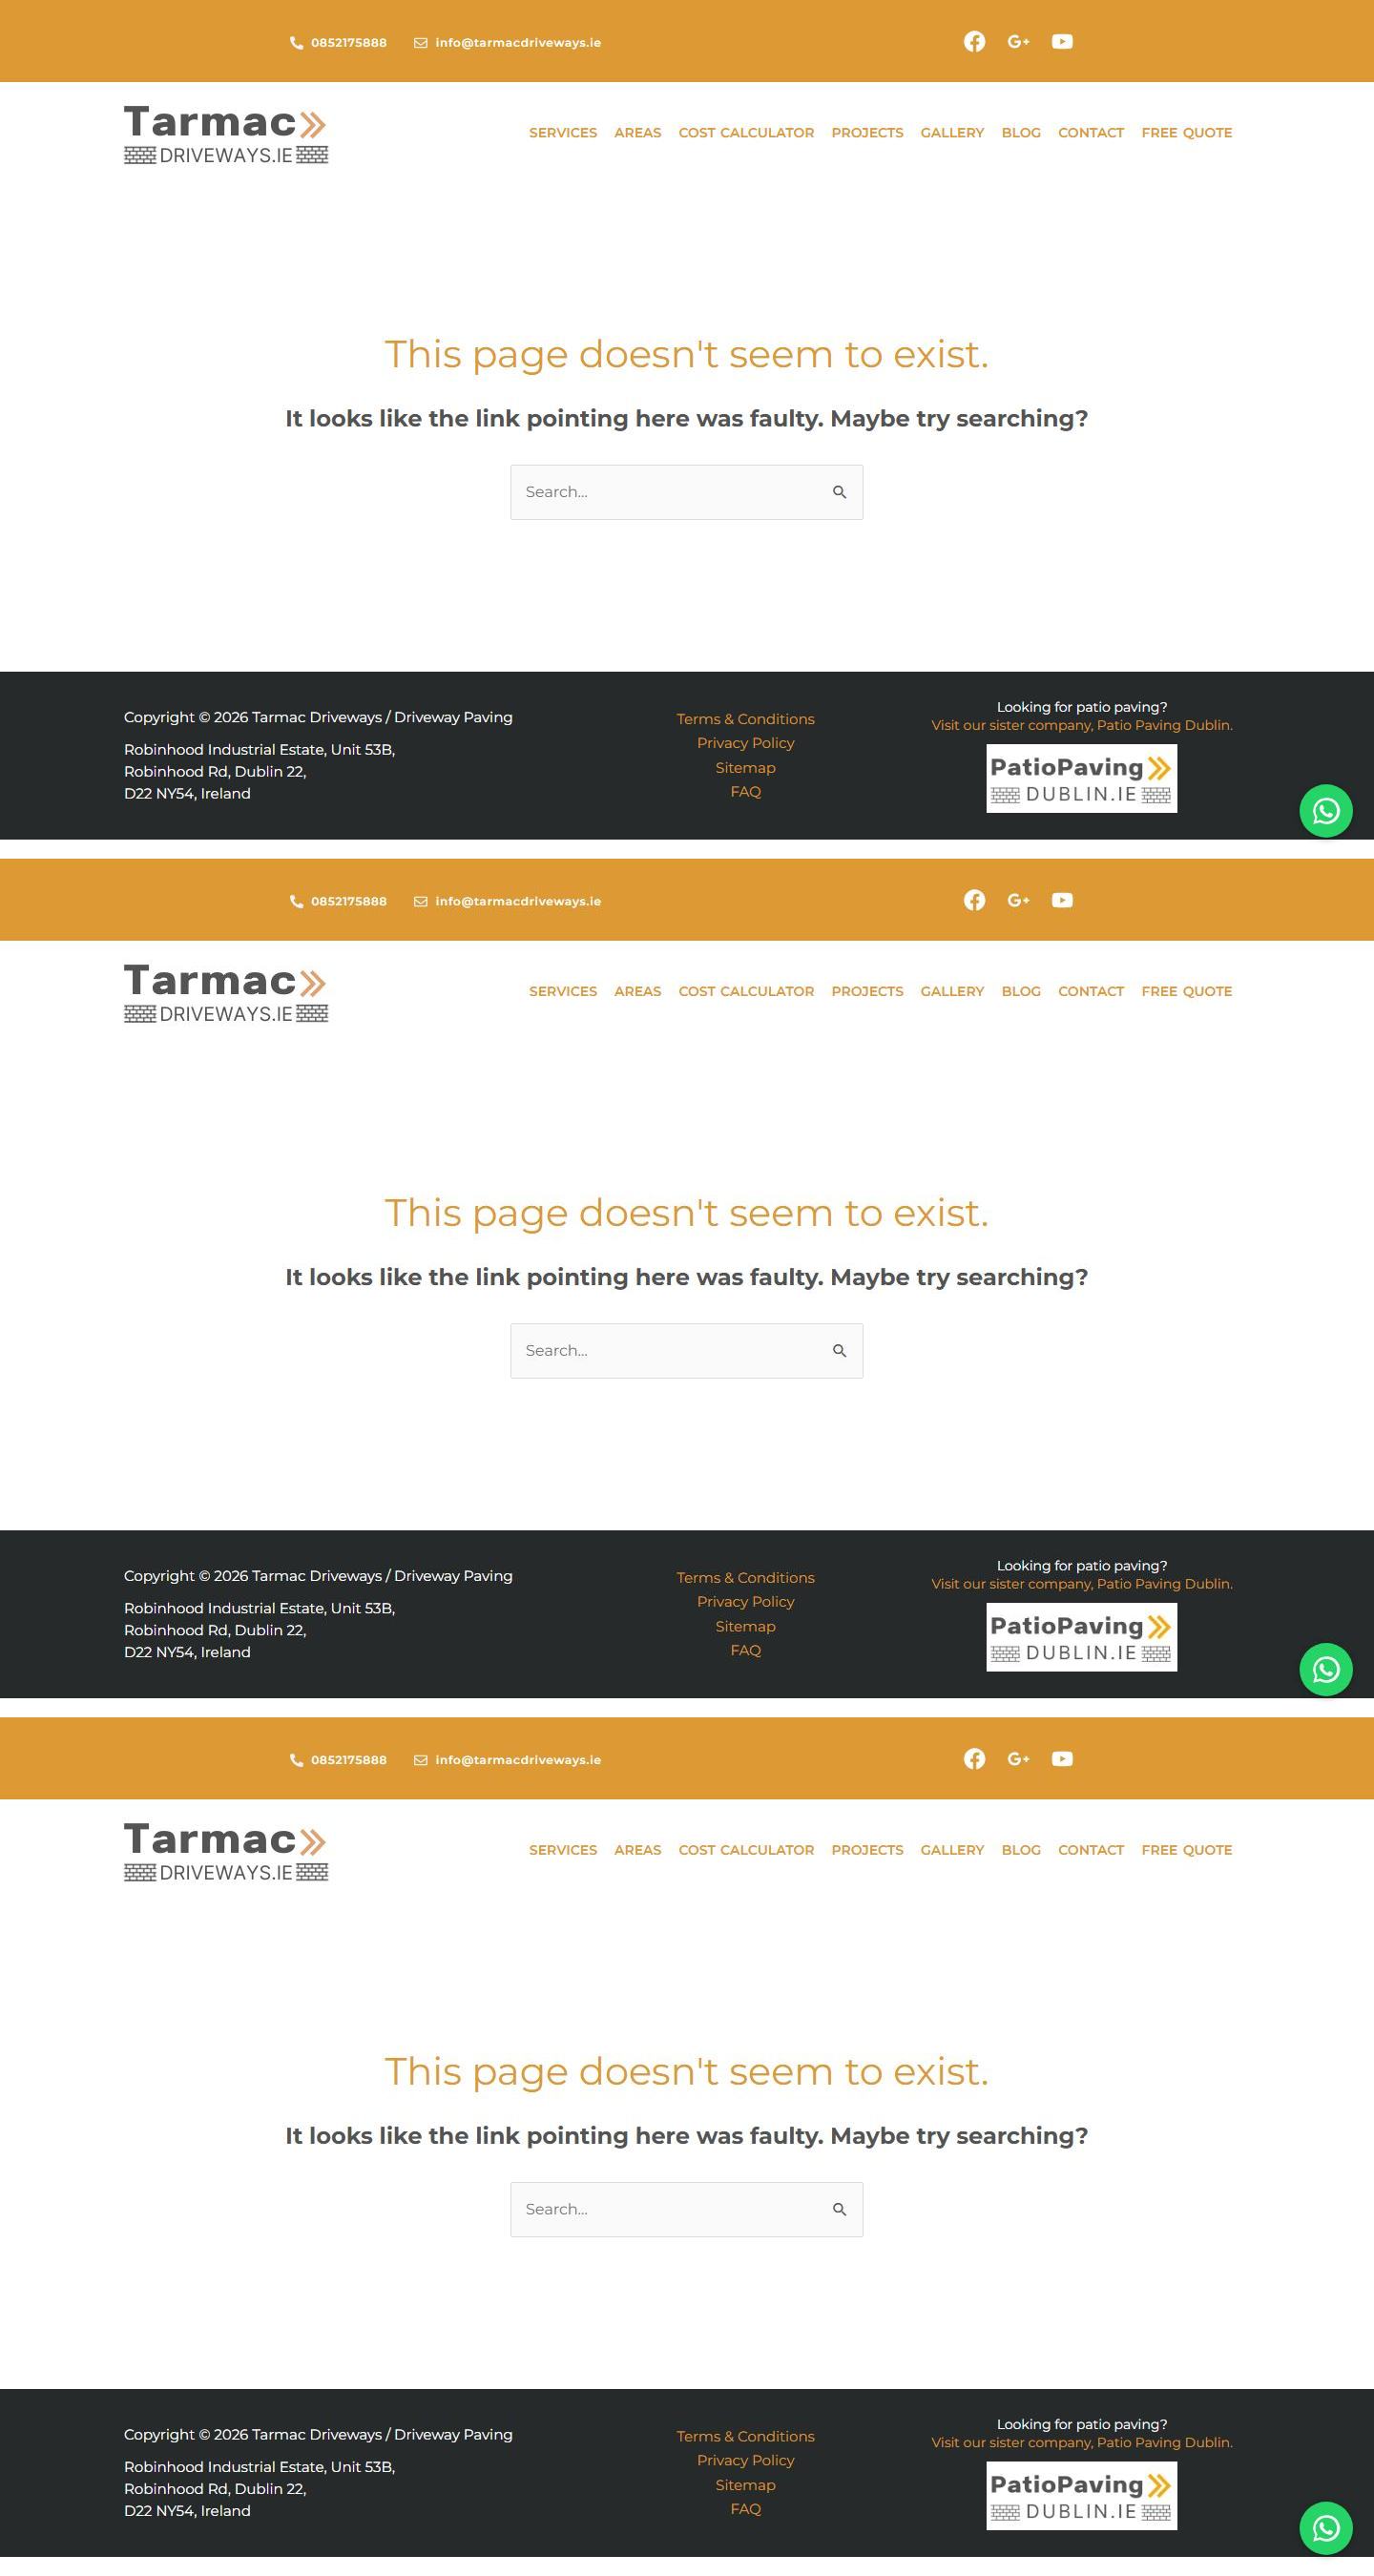 0852175888 info@tarmacdriveways.ie
Tarmac
DRIVEWAYS.IE
SERVICES AREAS COST CALCULATOR PROJECTS GALLERY BLOG CONTACT FREE QUOTE
This page doesn't seem to exist.
It looks like the link pointing here was faulty. Maybe try searching?
Search...
Copyright © 2026 Tarmac Driveways / Driveway Paving
Robinhood Industrial Estate, Unit 53B,
Robinhood Rd, Dublin 22,
D22 NY54, Ireland
Terms & Conditions
Privacy Policy
Sitemap
FAQ
Looking for patio paving?
Visit our sister company, Patio Paving Dublin.
PatioPaving
DUBLIN.IE
0852175888 info@tarmacdriveways.ie
Tarmac
DRIVEWAYS.IE
SERVICES AREAS COST CALCULATOR PROJECTS GALLERY BLOG CONTACT FREE QUOTE
This page doesn't seem to exist.
It looks like the link pointing here was faulty. Maybe try searching?
Search...
Copyright © 2026 Tarmac Driveways / Driveway Paving
Robinhood Industrial Estate, Unit 53B,
Robinhood Rd, Dublin 22,
D22 NY54, Ireland
Terms & Conditions
Privacy Policy
Sitemap
FAQ
Looking for patio paving?
Visit our sister company, Patio Paving Dublin.
PatioPaving
DUBLIN.IE
0852175888 info@tarmacdriveways.ie
Tarmac
DRIVEWAYS.IE
SERVICES AREAS COST CALCULATOR PROJECTS GALLERY BLOG CONTACT FREE QUOTE
This page doesn't seem to exist.
It looks like the link pointing here was faulty. Maybe try searching?
Search...
Copyright © 2026 Tarmac Driveways / Driveway Paving
Robinhood Industrial Estate, Unit 53B,
Robinhood Rd, Dublin 22,
D22 NY54, Ireland
Terms & Conditions
Privacy Policy
Sitemap
FAQ
Looking for patio paving?
Visit our sister company, Patio Paving Dublin.
PatioPaving
DUBLIN.IE